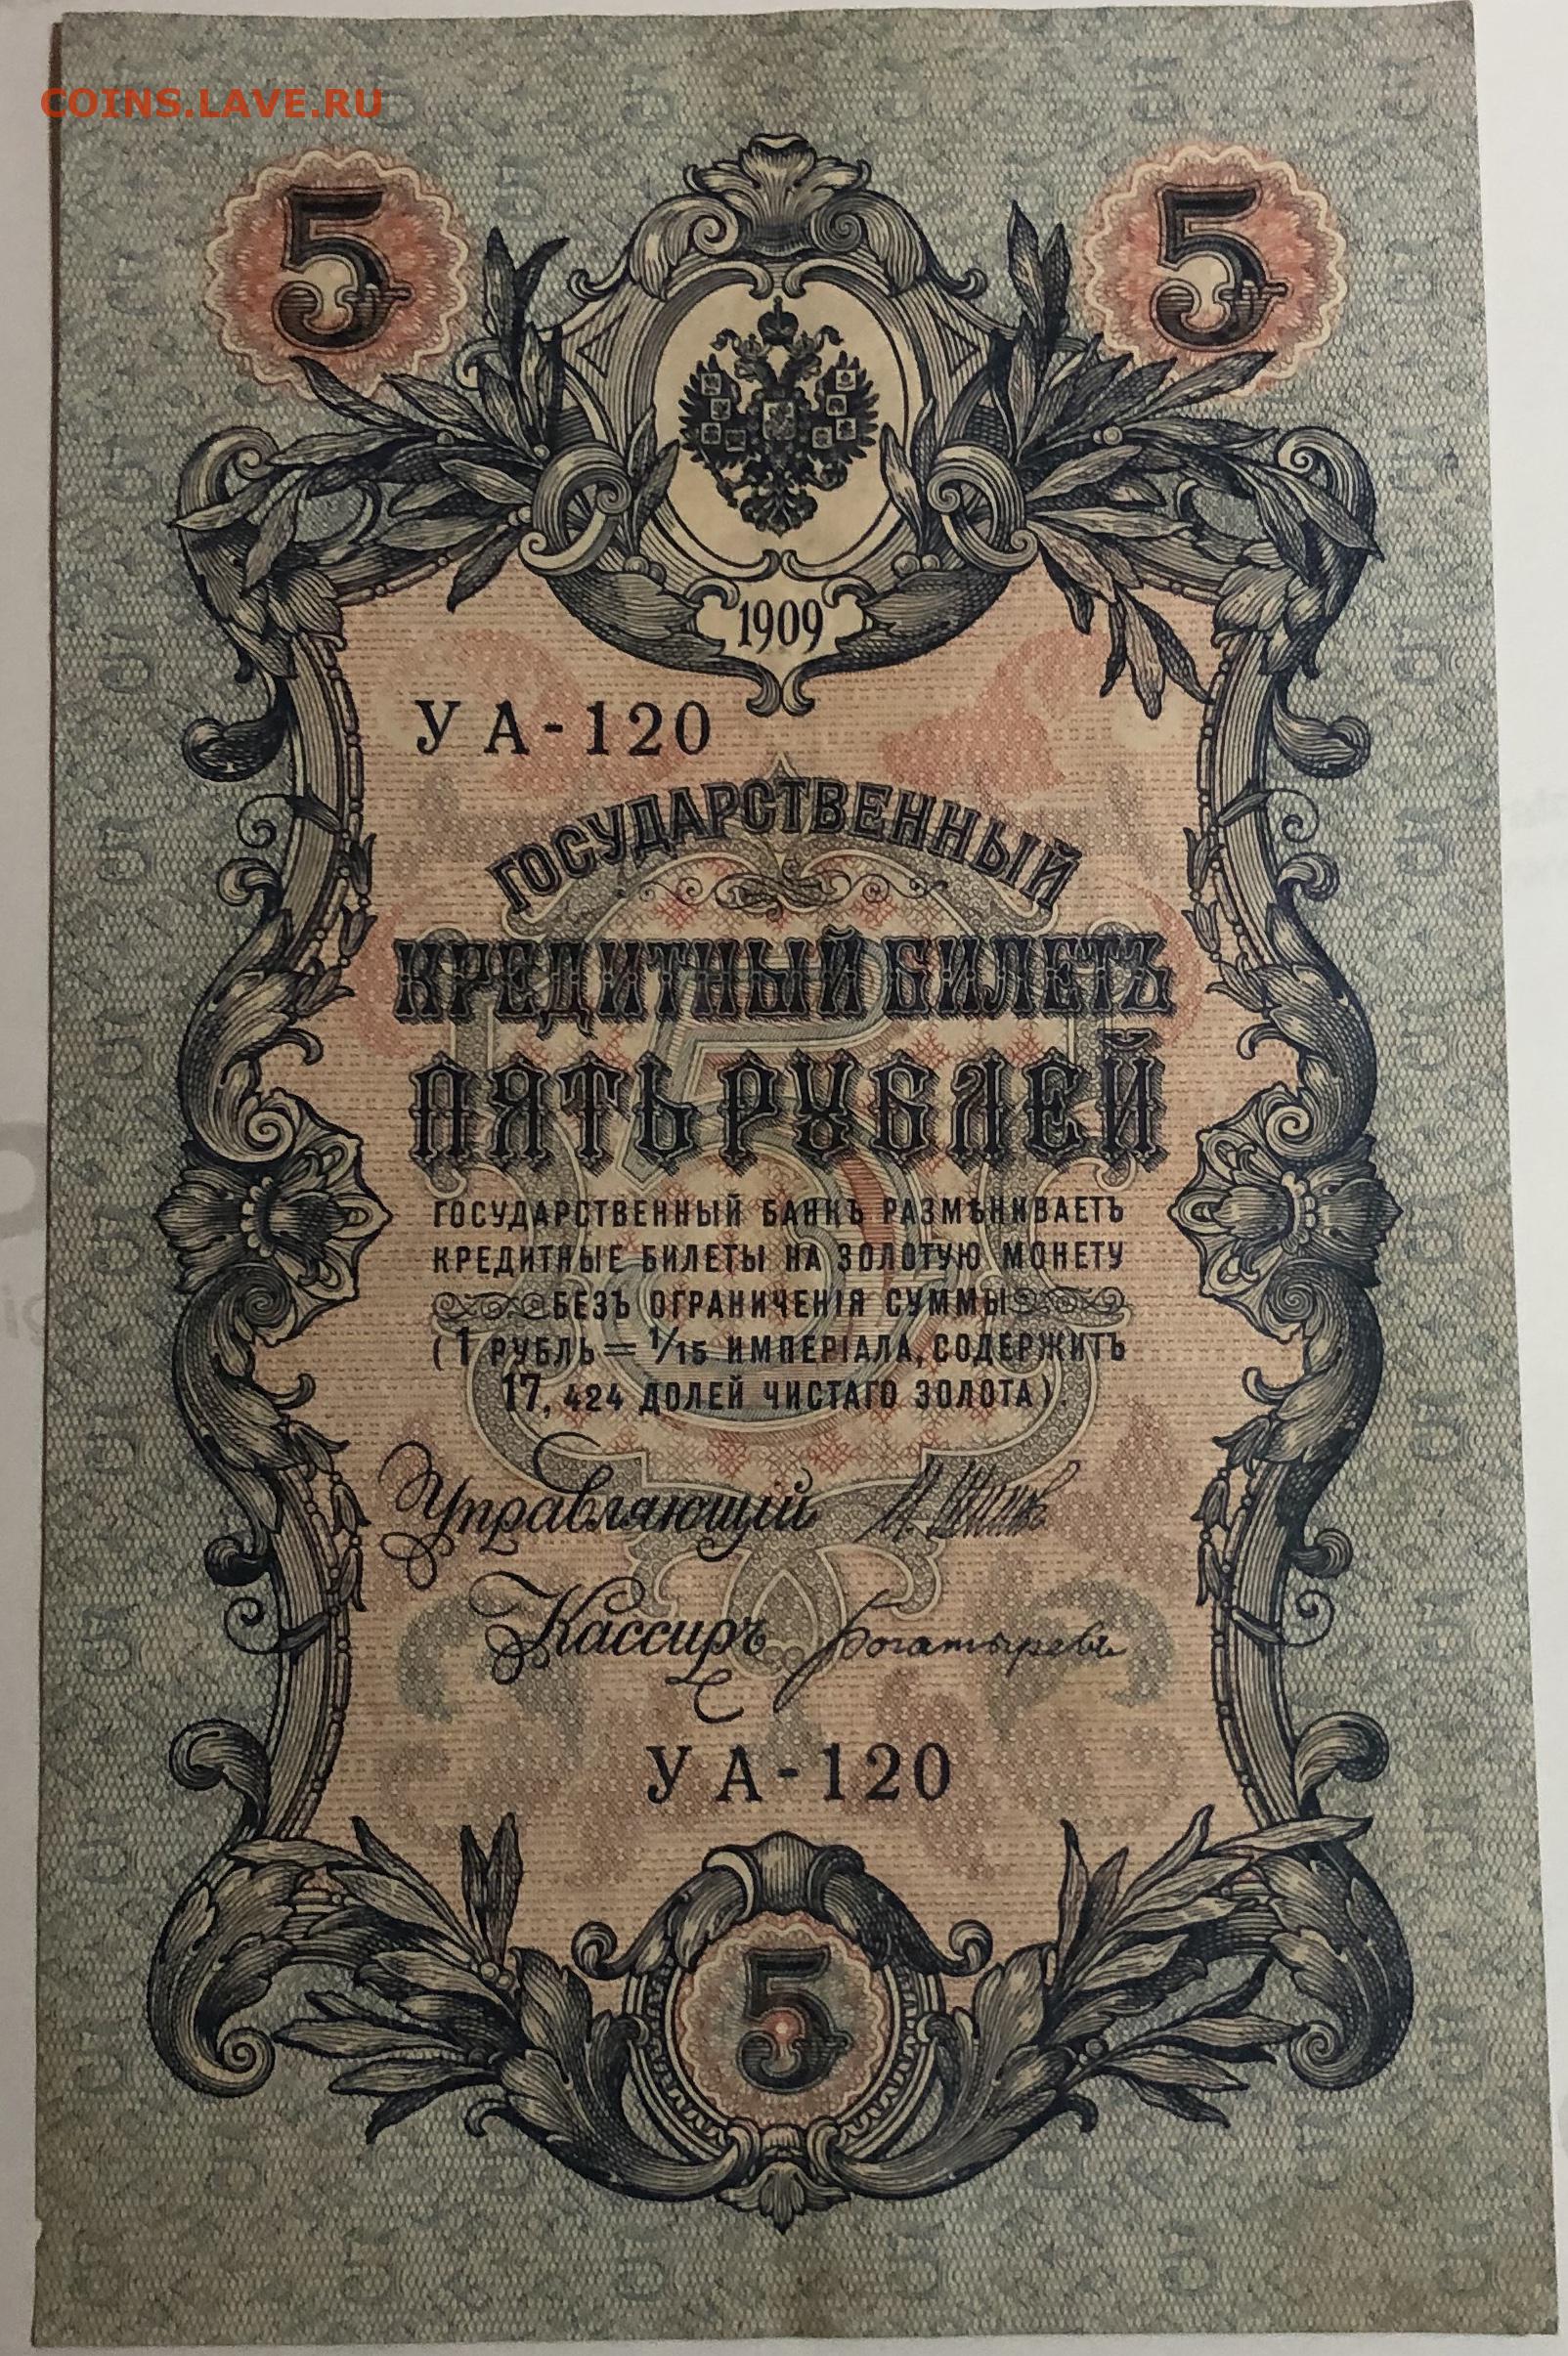 COINS.LAVE.RU
5 5
1909
УА-120
ГОСУДАРСТВЕННЫЙ
КРЕДИТНЫЙ БИЛЕТЪ
ПЯТЬ РУБЛЕЙ
ГОСУДАРСТВЕННЫЙ БАНКЪ РАЗМѢНИВАЕТЪ
КРЕДИТНЫЕ БИЛЕТЫ НА ЗОЛОТУЮ МОНЕТУ
БЕЗЪ ОГРАНИЧЕНІЯ СУММЫ
(1 РУБЛЬ = 1/15 ИМПЕРІАЛА, СОДЕРЖИТЪ
17,424 ДОЛЕЙ ЧИСТАГО ЗОЛОТА).
Управляющій И. Шиповъ
Кассиръ Богатыревъ
УА-120
5